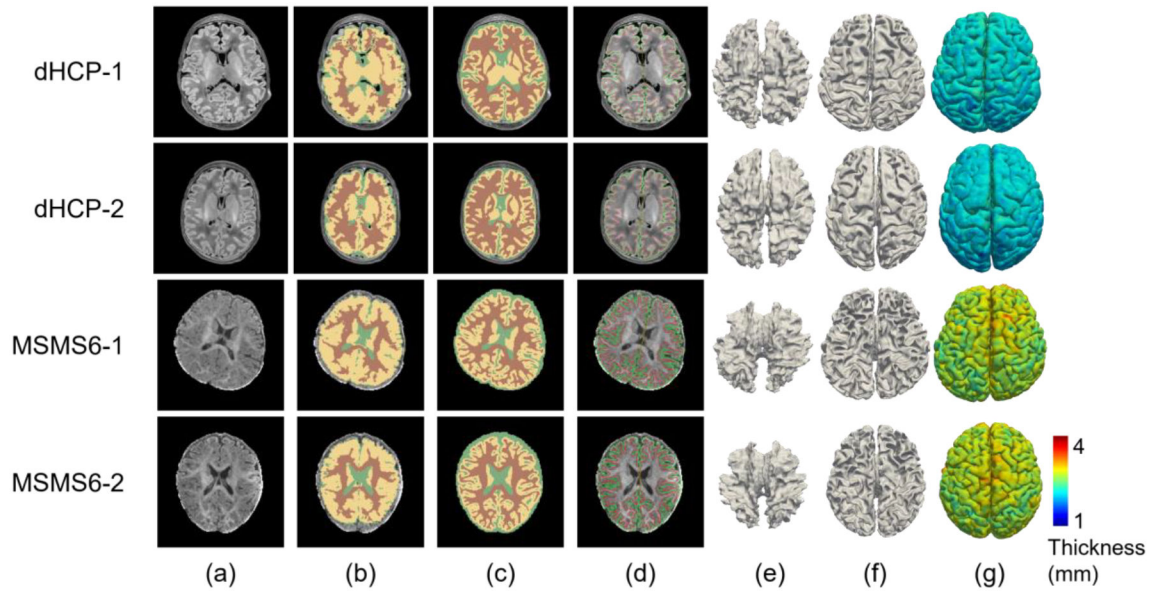 dHCP-1
dHCP-2
MSMS6-1
MSMS6-2
4
1
Thickness
(mm)
(a) (b) (c) (d) (e) (f) (g)